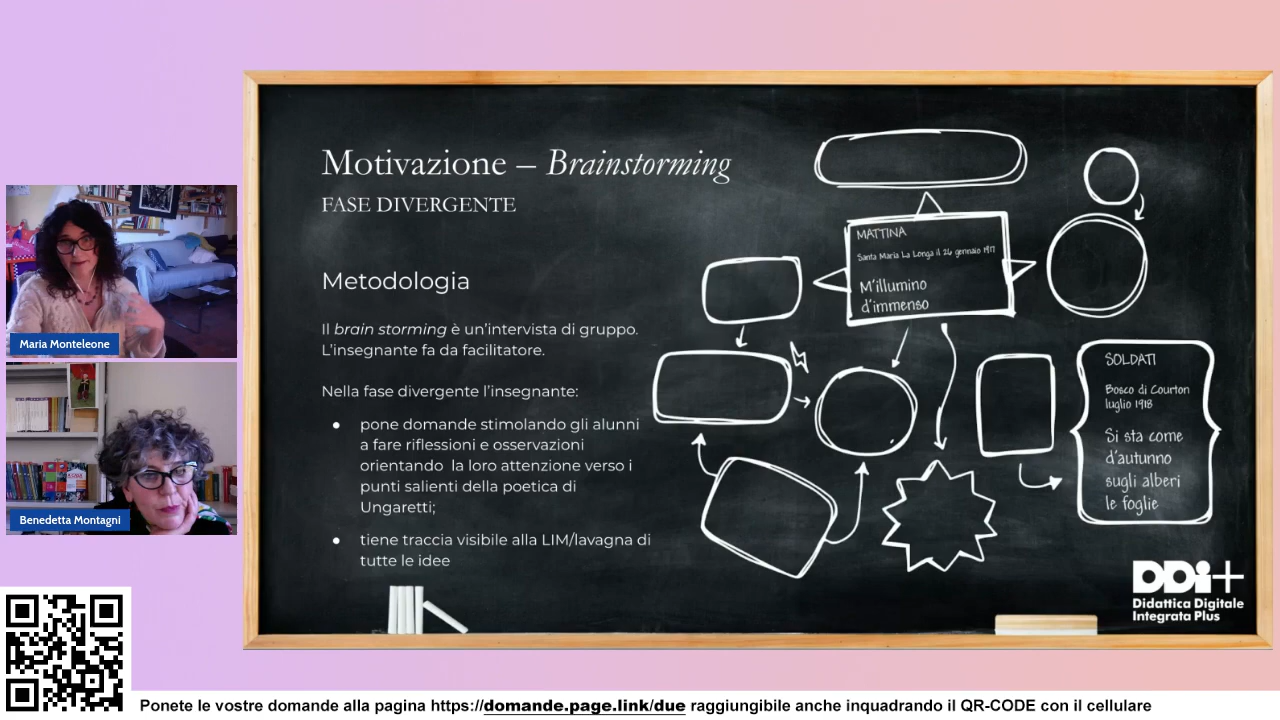 Motivazione – Brainstorming
FASE DIVERGENTE
Metodologia
Il brain storming è un'intervista di gruppo.
L'insegnante fa da facilitatore.
Nella fase divergente l'insegnante:
● pone domande stimolando gli alunni
a fare riflessioni e osservazioni
orientando la loro attenzione verso i
punti salienti della poetica di
Ungaretti;
● tiene traccia visibile alla LIM/lavagna di
tutte le idee
MATTINA
Santa Maria La Longa il 26 gennaio 1917
M'illumino
d'immenso
SOLDATI
Bosco di Courton
luglio 1918
Si sta come
d'autunno
sugli alberi
le foglie
DDi+
Didattica Digitale
Integrata Plus
Maria Monteleone
Benedetta Montagni
Ponete le vostre domande alla pagina https://domande.page.link/due raggiungibile anche inquadrando il QR-CODE con il cellulare